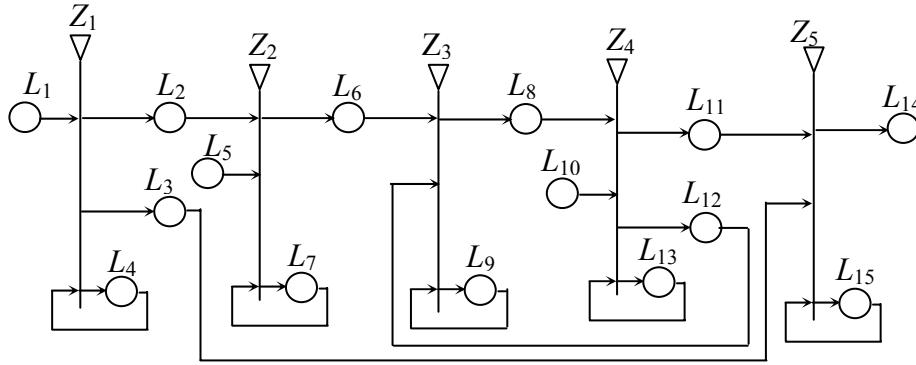 Z₁
Z₂
Z₃
Z₄
Z₅
L₁
L₂
L₆
L₈
L₁₁
L₁₄
L₅
L₁₀
L₃
L₁₂
L₄
L₇
L₉
L₁₃
L₁₅